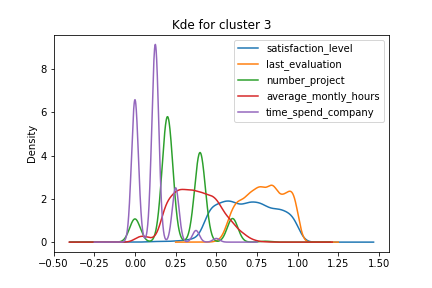 Kde for cluster 3
satisfaction_level
last_evaluation
number_project
average_montly_hours
time_spend_company
Density
8
6
4
2
0
−0.50 −0.25 0.00 0.25 0.50 0.75 1.00 1.25 1.50